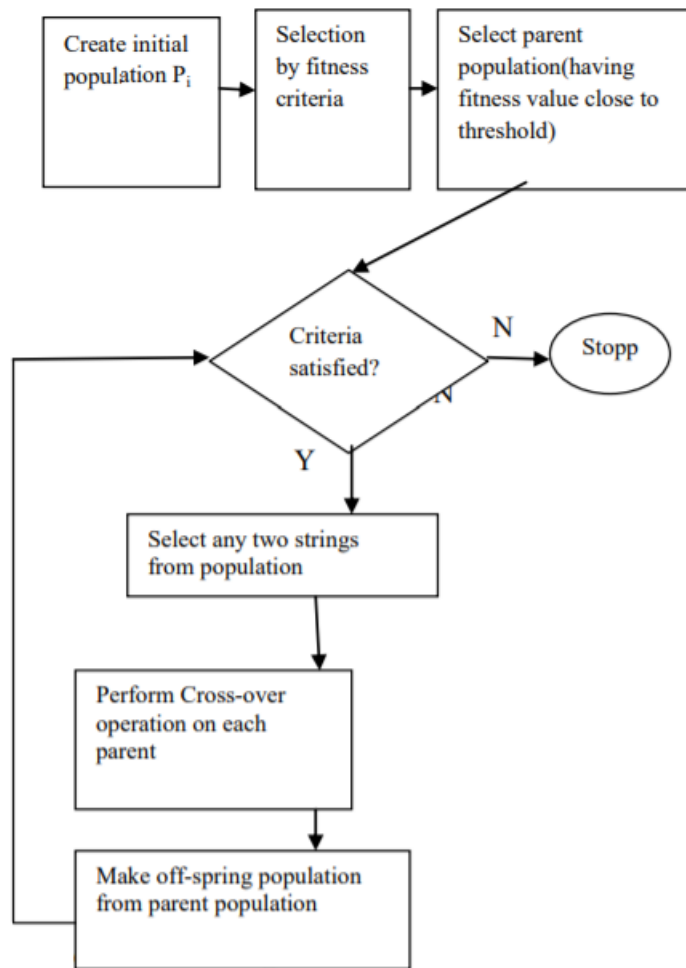 Create initial
population Pi
Selection
by fitness
criteria
Select parent
population(having
fitness value close to
threshold)
Criteria
satisfied?
N
Stopp
N
Y
Select any two strings
from population
Perform Cross-over
operation on each
parent
Make off-spring population
from parent population